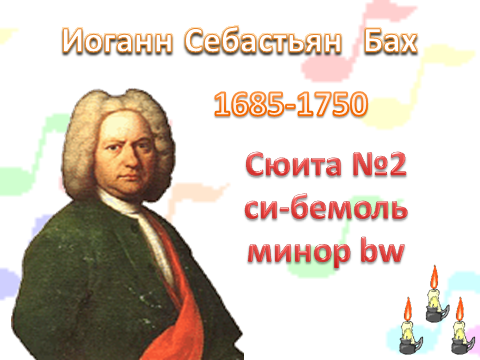 Иоганн Себастьян Бах
1685-1750
Сюита №2
си-бемоль
минор bw